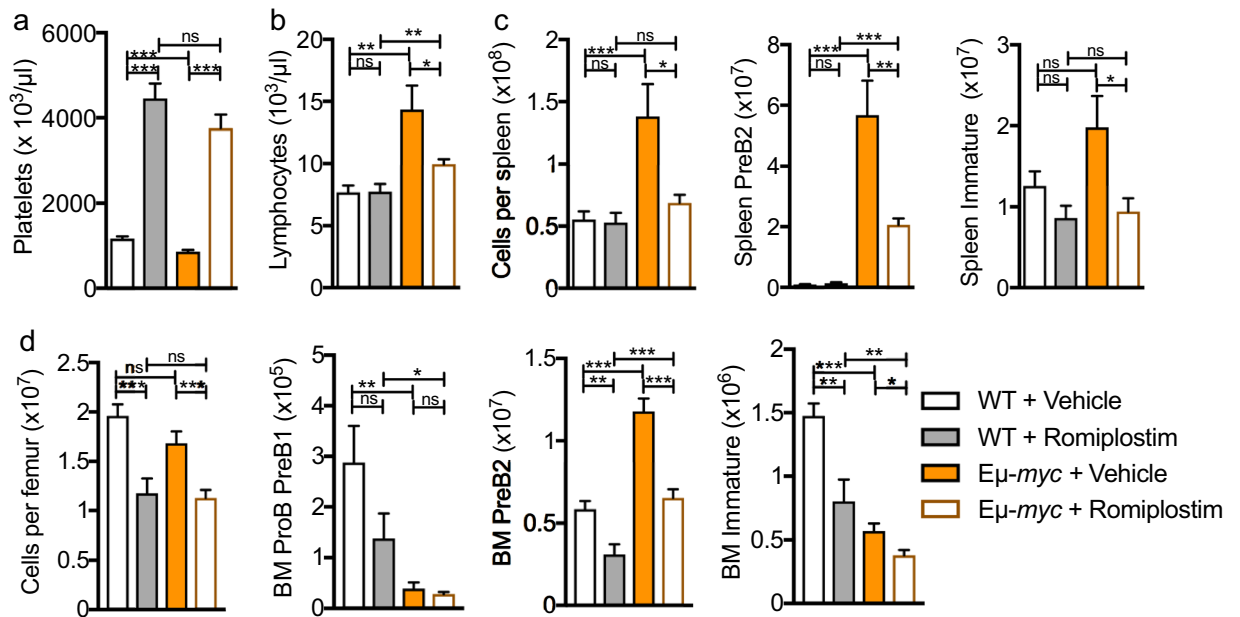 a
Platelets (x 10³/µl)
6000
4000
2000
0
ns
***
***
***
b
Lymphocytes (10³/µl)
20
15
10
5
0
**
**
ns
*
c
Cells per spleen (x10⁸)
2
1.5
1
0.5
0
ns
***
ns
*
Spleen PreB2 (x10⁷)
8
6
4
2
0
***
***
ns
**
Spleen Immature (x10⁷)
3
2
1
0
ns
ns
ns
*
d
Cells per femur (x10⁷)
2.5
2
1.5
1
0.5
0
ns
ns
***
***
BM ProB PreB1 (x10⁵)
5
4
3
2
1
0
*
**
ns
ns
BM PreB2 (x10⁷)
1.5
1
0.5
0
***
***
**
***
BM Immature (x10⁶)
2
1.5
1
0.5
0
**
***
**
*
WT + Vehicle
WT + Romiplostim
Eµ-myc + Vehicle
Eµ-myc + Romiplostim